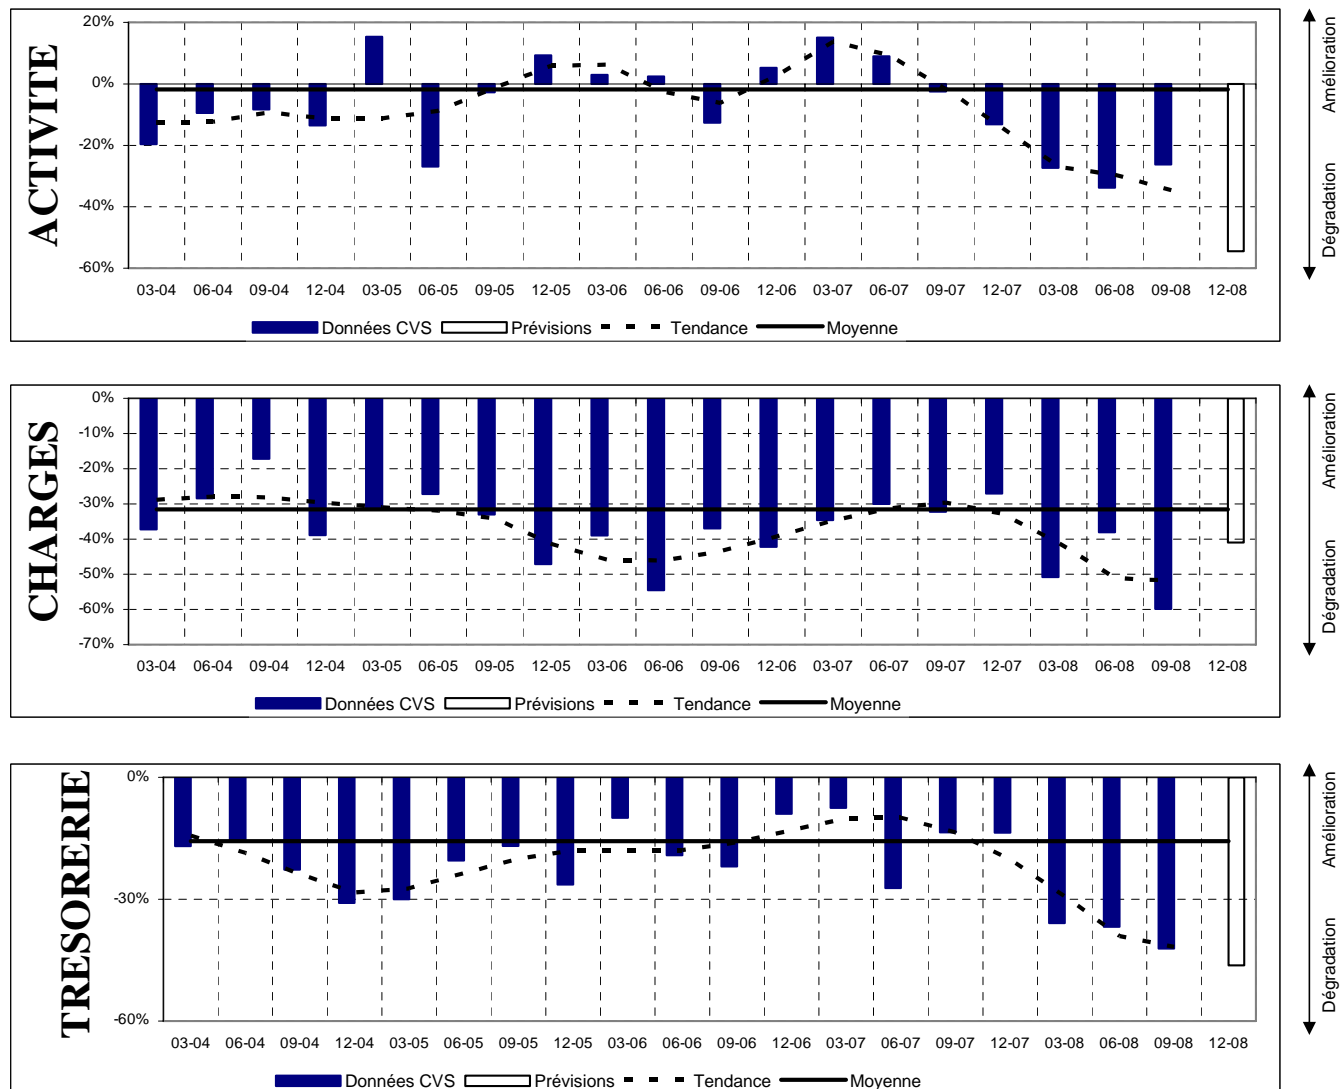 ACTIVITE
20%
0%
-20%
-40%
-60%
03-04 06-04 09-04 12-04 03-05 06-05 09-05 12-05 03-06 06-06 09-06 12-06 03-07 06-07 09-07 12-07 03-08 06-08 09-08 12-08
Données CVS Prévisions Tendance Moyenne
Amélioration
Dégradation
CHARGES
0%
-10%
-20%
-30%
-40%
-50%
-60%
-70%
03-04 06-04 09-04 12-04 03-05 06-05 09-05 12-05 03-06 06-06 09-06 12-06 03-07 06-07 09-07 12-07 03-08 06-08 09-08 12-08
Données CVS Prévisions Tendance Moyenne
Amélioration
Dégradation
TRESORERIE
0%
-30%
-60%
03-04 06-04 09-04 12-04 03-05 06-05 09-05 12-05 03-06 06-06 09-06 12-06 03-07 06-07 09-07 12-07 03-08 06-08 09-08 12-08
Données CVS Prévisions Tendance Moyenne
Amélioration
Dégradation